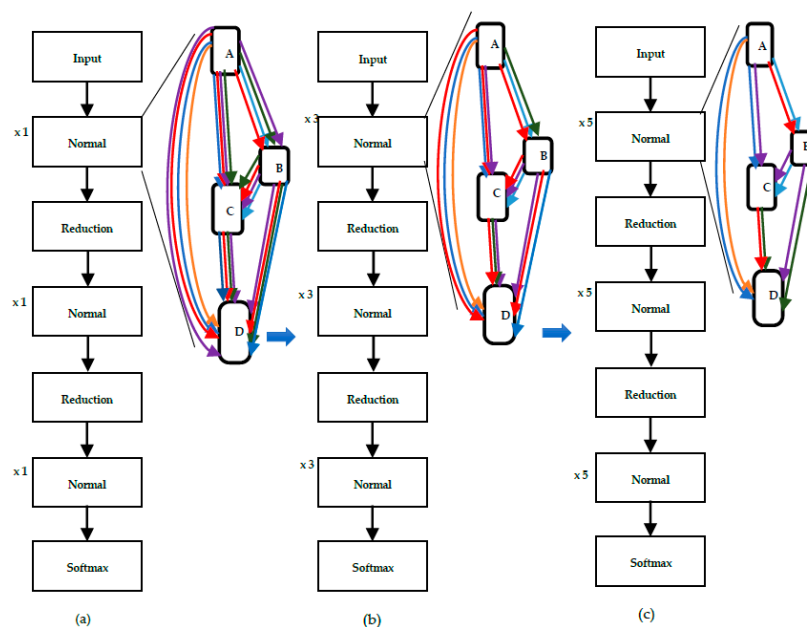 Input
x 1
Normal
Reduction
x 1
Normal
Reduction
x 1
Normal
Softmax
A
B
C
D
(a)
Input
x 3
Normal
Reduction
x 3
Normal
Reduction
x 3
Normal
Softmax
A
B
C
D
(b)
Input
x 5
Normal
Reduction
x 5
Normal
Reduction
x 5
Normal
Softmax
A
B
C
D
(c)